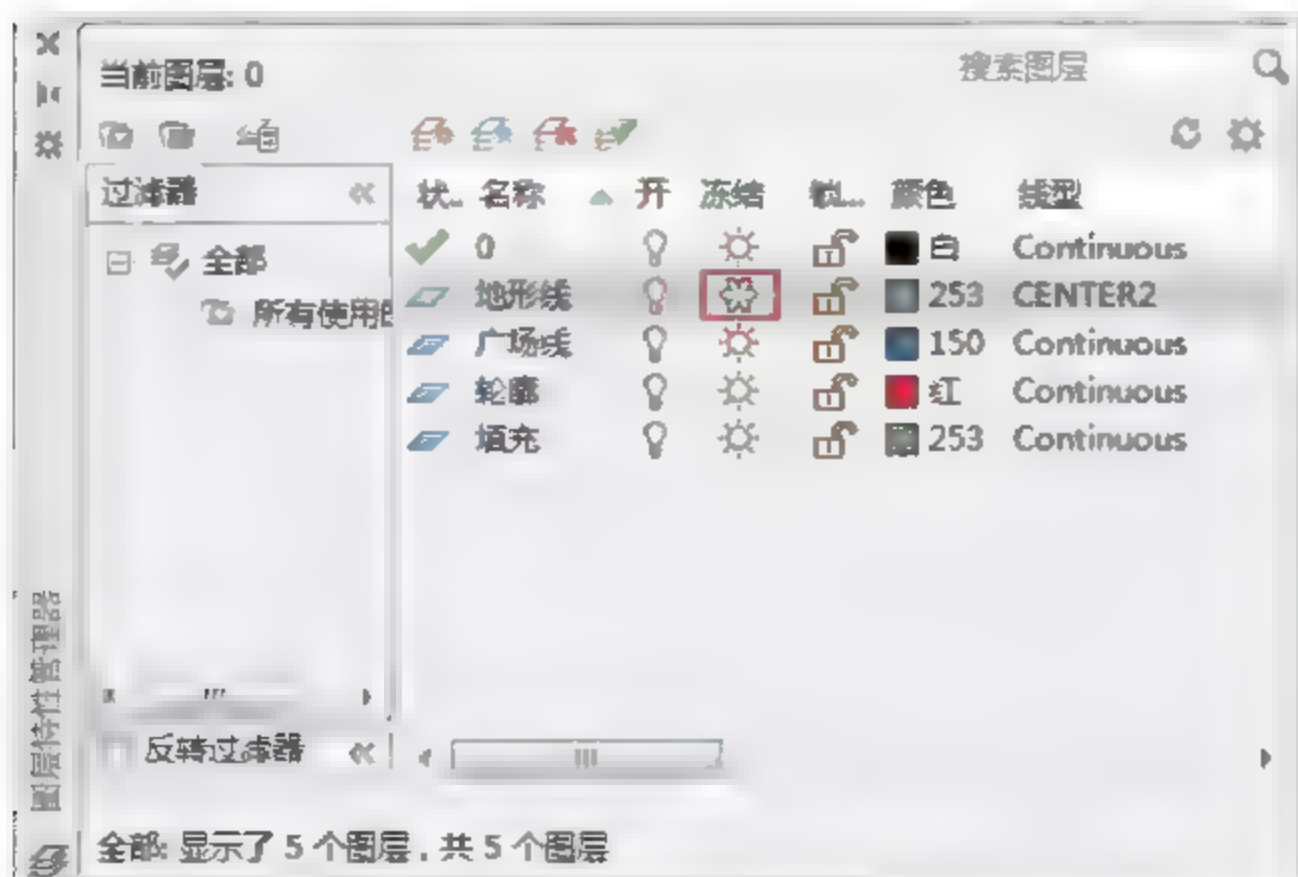 当前图层: 0
搜索图层
过滤器
状.. 名称 开 冻结 锁... 颜色 线型
全部
所有使用的
0 白 Continuous
地形线 253 CENTER2
广场线 150 Continuous
轮廓 红 Continuous
填充 253 Continuous
反转过滤器
图层特性管理器
全部: 显示了 5 个图层，共 5 个图层